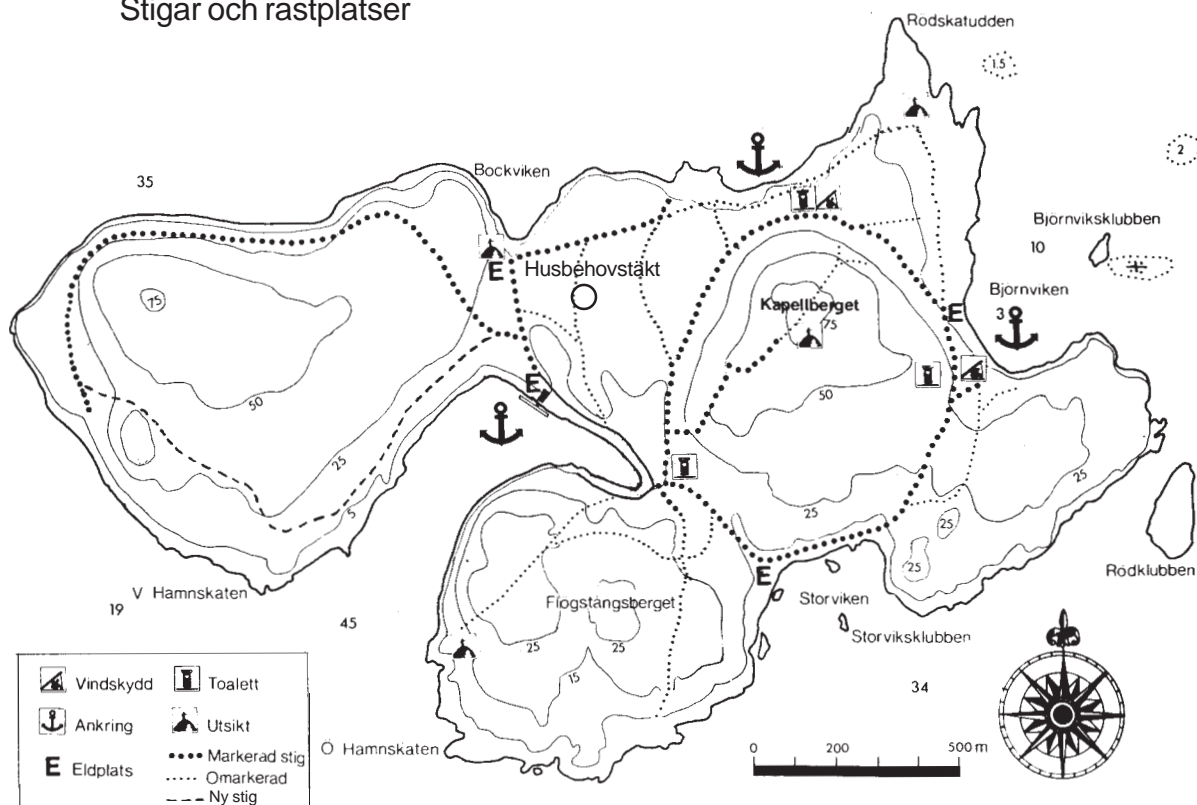 Stigar och rastplatser
Rödskatudden
1.5
2
Bockviken
35
Björnviksklubben
10
E
Husbehovstäkt
Bjornviken
3
E
Kapellberget
75
75
E
50
50
25
5
25
25
25
25
Rödklubben
E
V Hamnskaten
19
45
Flogstangsberget
Storviken
Storviksklubben
25
25
15
34
Ö Hamnskaten
Vindskydd
Toalett
Ankring
Utsikt
E Eldplats
Markerad stig
Omarkerad
Ny stig
0 200 500 m